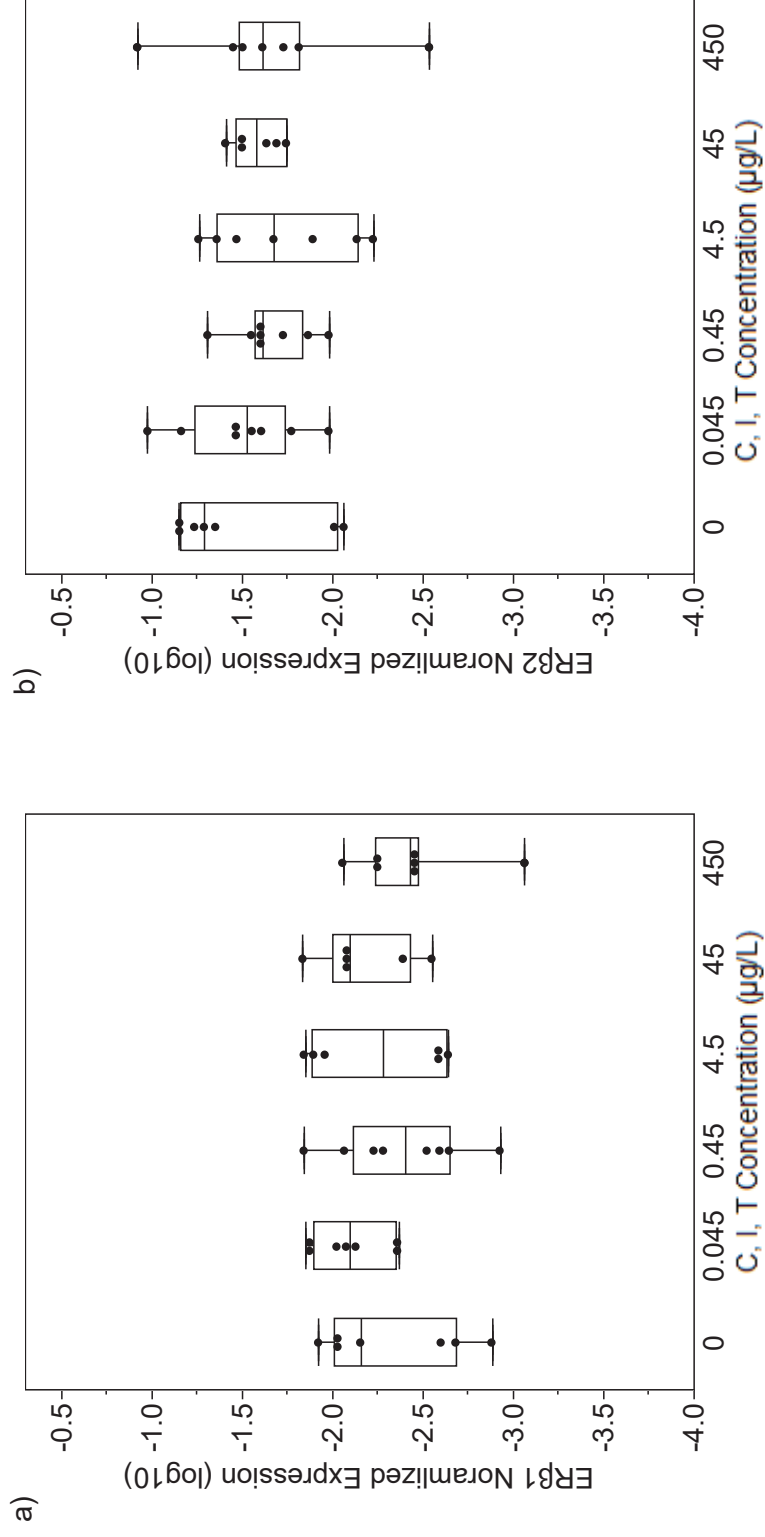 a)
ERβ1 Noramlized Expression (log10)
-0.5
-1.0
-1.5
-2.0
-2.5
-3.0
-3.5
-4.0
0 0.045 0.45 4.5 45 450
C, I, T Concentration (µg/L)
b)
ERβ2 Noramlized Expression (log10)
-0.5
-1.0
-1.5
-2.0
-2.5
-3.0
-3.5
-4.0
0 0.045 0.45 4.5 45 450
C, I, T Concentration (µg/L)